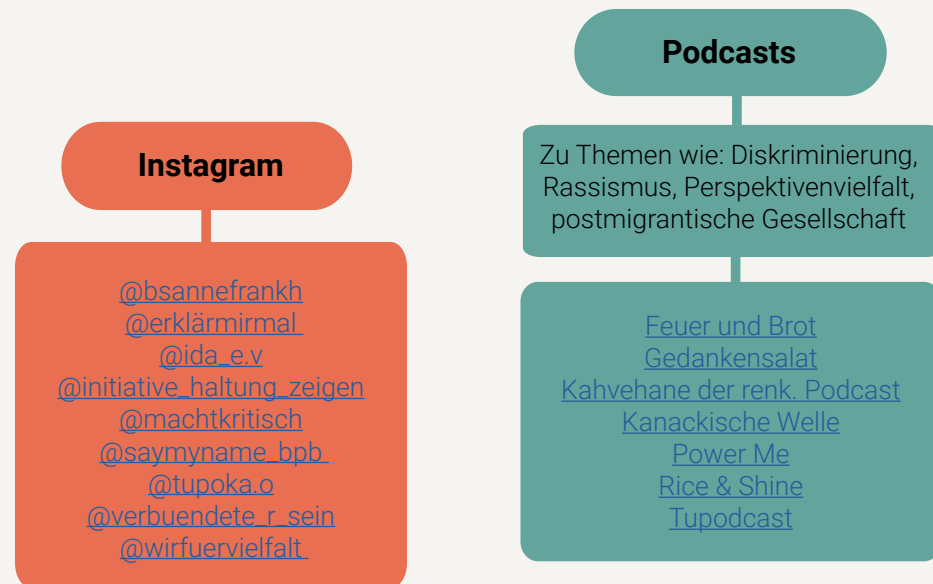 Instagram
@bsannefrankh
@erklärmirmal
@ida_e.v
@initiative_haltung_zeigen
@machtkritisch
@saymyname_bpb
@tupoka.o
@verbuendete_r_sein
@wirfuervielfalt
Podcasts
Zu Themen wie: Diskriminierung,
Rassismus, Perspektivenvielfalt,
postmigrantische Gesellschaft
Feuer und Brot
Gedankensalat
Kahvehane der renk. Podcast
Kanackische Welle
Power Me
Rice & Shine
Tupodcast